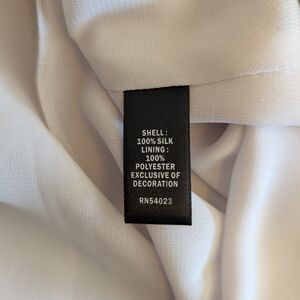 SHELL:
100% SILK
LINING:
100%
POLYESTER
EXCLUSIVE OF
DECORATION
RN54023